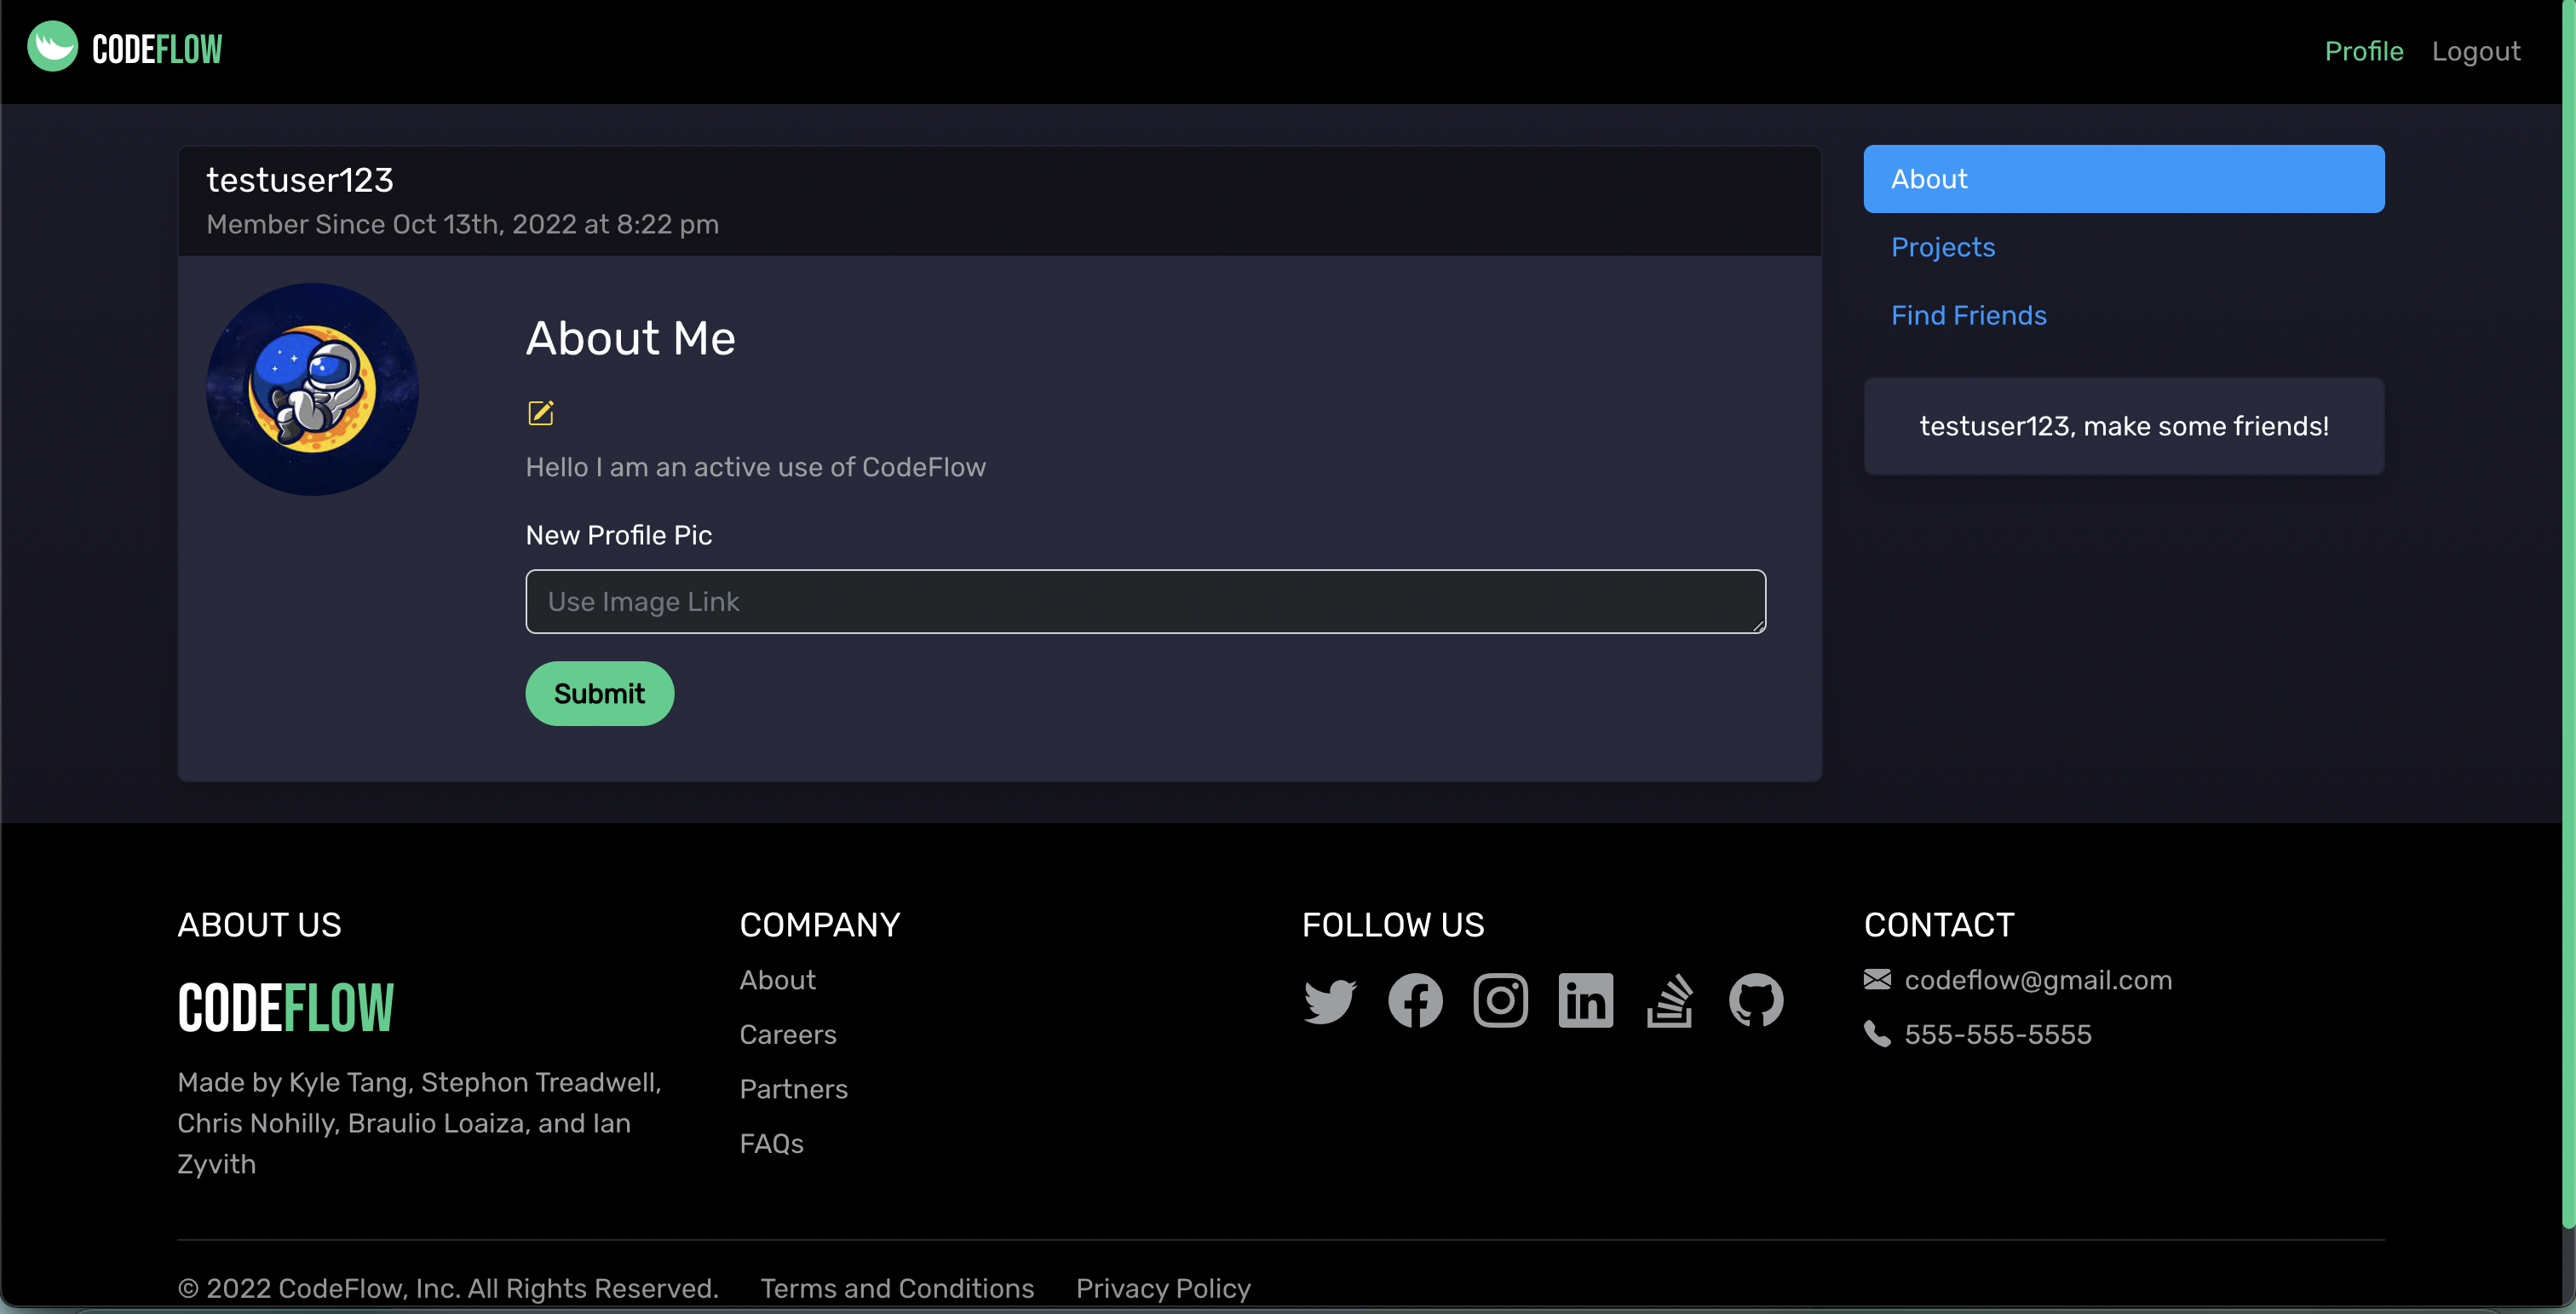 CODEFLOW
Profile Logout
testuser123
Member Since Oct 13th, 2022 at 8:22 pm
About Me
Hello I am an active use of CodeFlow
New Profile Pic
Use Image Link
Submit
About
Projects
Find Friends
testuser123, make some friends!
ABOUT US
CODEFLOW
Made by Kyle Tang, Stephon Treadwell,
Chris Nohilly, Braulio Loaiza, and Ian
Zyvith
COMPANY
About
Careers
Partners
FAQs
FOLLOW US
CONTACT
codeflow@gmail.com
555-555-5555
© 2022 CodeFlow, Inc. All Rights Reserved. Terms and Conditions Privacy Policy